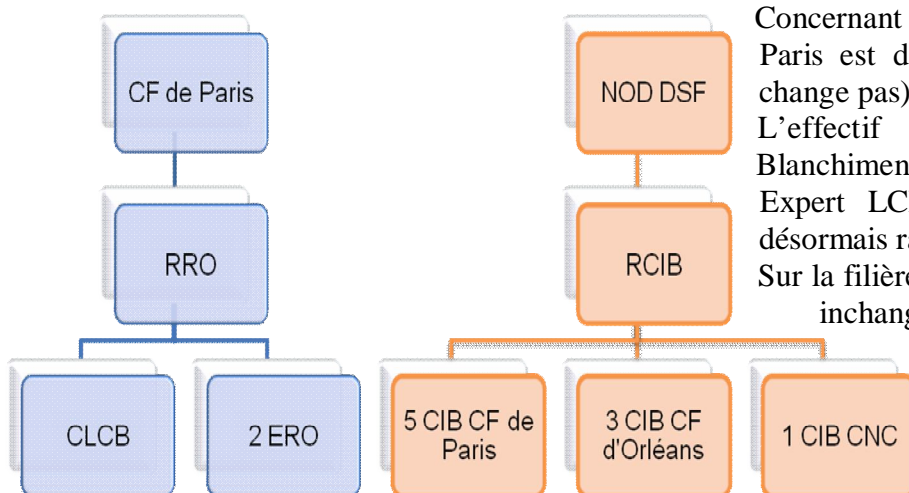 CF de Paris
RRO
CLCB
2 ERO
NOD DSF
RCIB
5 CIB CF de
Paris
3 CIB CF
d'Orléans
1 CIB CNC
Concernant
Paris est d
change pas)
L'effectif
Blanchimen
Expert LC
désormais ra
Sur la filière
inchang